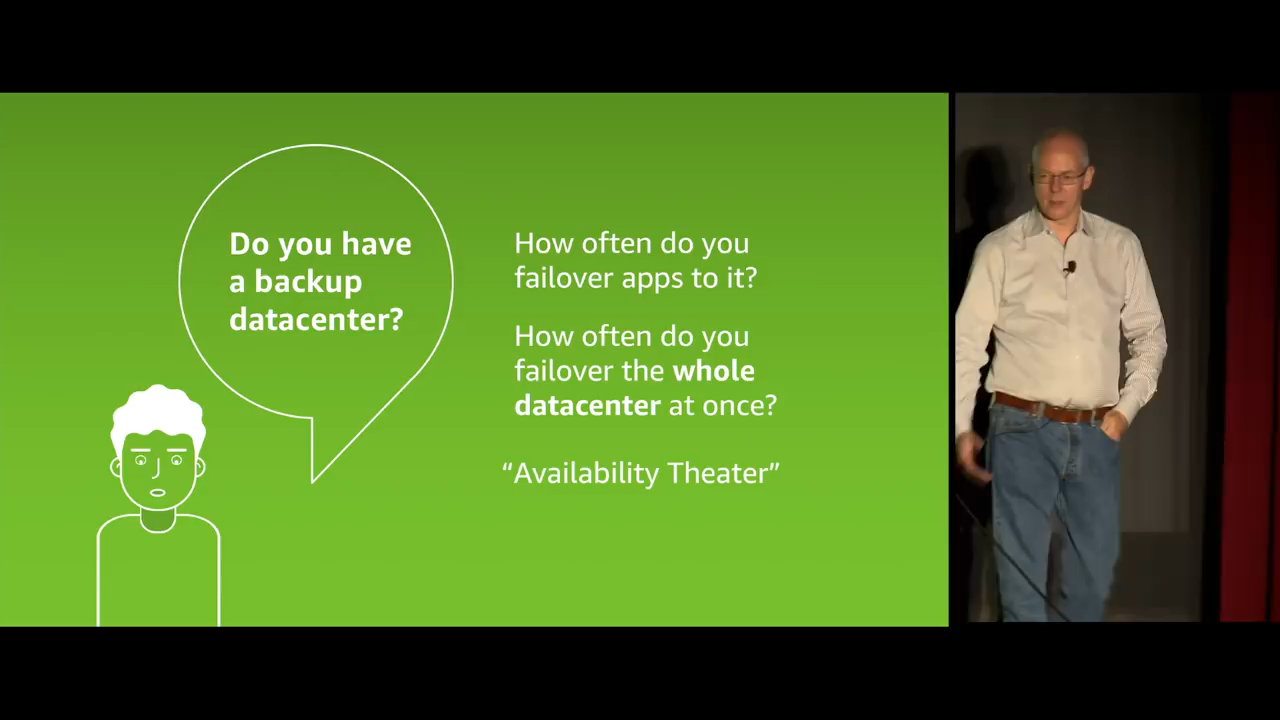 Do you have
a backup
datacenter?
How often do you
failover apps to it?
How often do you
failover the whole
datacenter at once?
“Availability Theater”